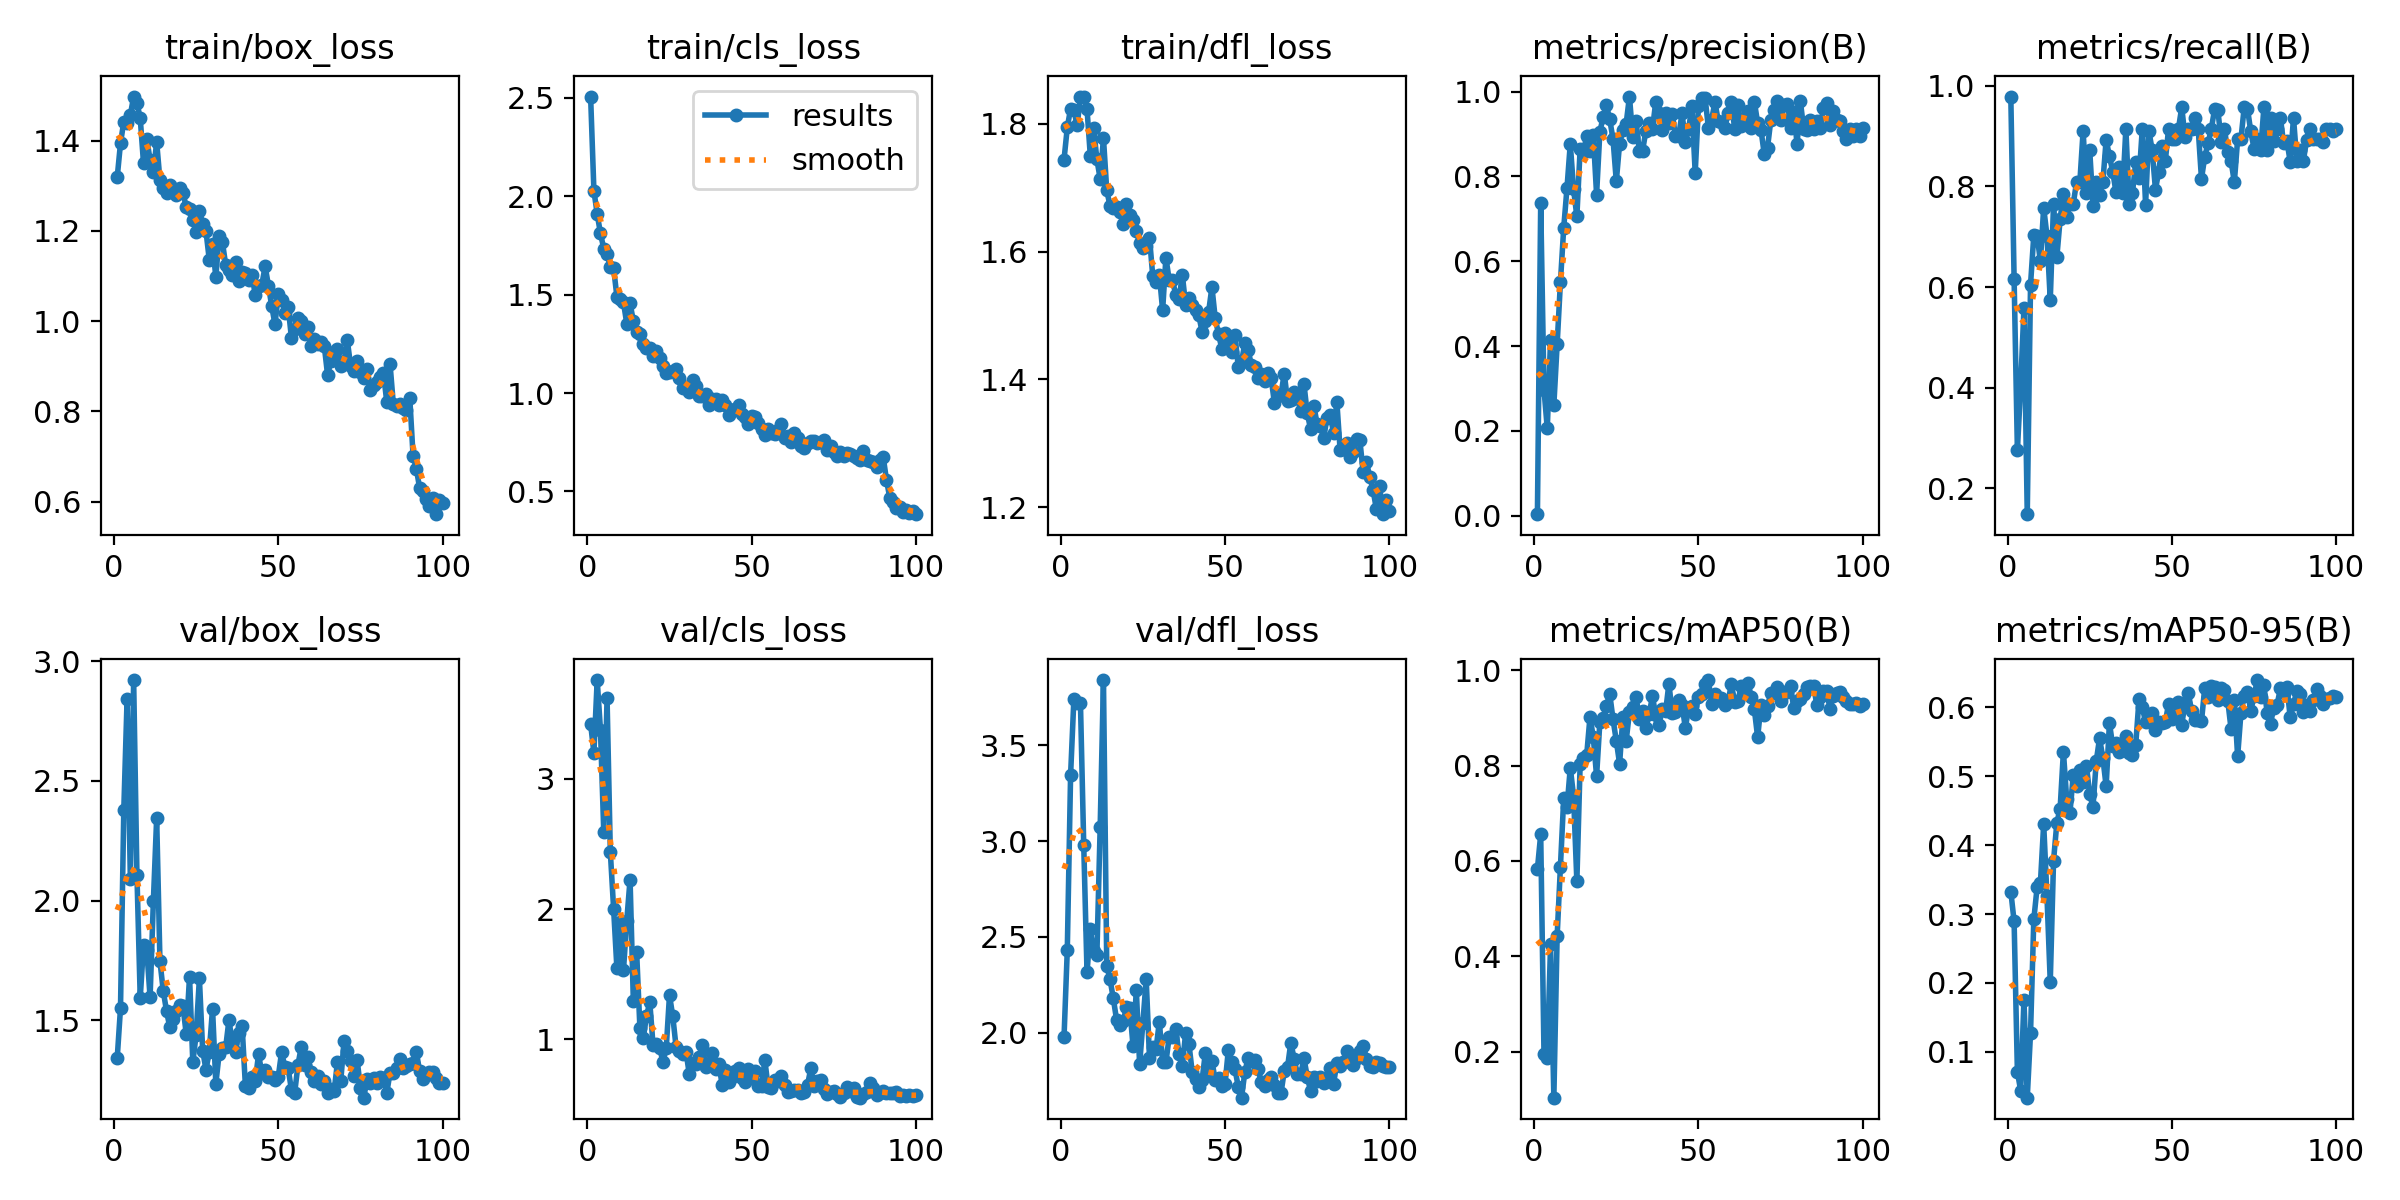 train/box_loss
1.4
1.2
1.0
0.8
0.6
0 50 100
train/cls_loss
results
smooth
2.5
2.0
1.5
1.0
0.5
0 50 100
train/dfl_loss
1.8
1.6
1.4
1.2
0 50 100
metrics/precision(B)
1.0
0.8
0.6
0.4
0.2
0.0
0 50 100
metrics/recall(B)
1.0
0.8
0.6
0.4
0.2
0 50 100
val/box_loss
3.0
2.5
2.0
1.5
0 50 100
val/cls_loss
3
2
1
0 50 100
val/dfl_loss
3.5
3.0
2.5
2.0
0 50 100
metrics/mAP50(B)
1.0
0.8
0.6
0.4
0.2
0 50 100
metrics/mAP50-95(B)
0.6
0.5
0.4
0.3
0.2
0.1
0 50 100